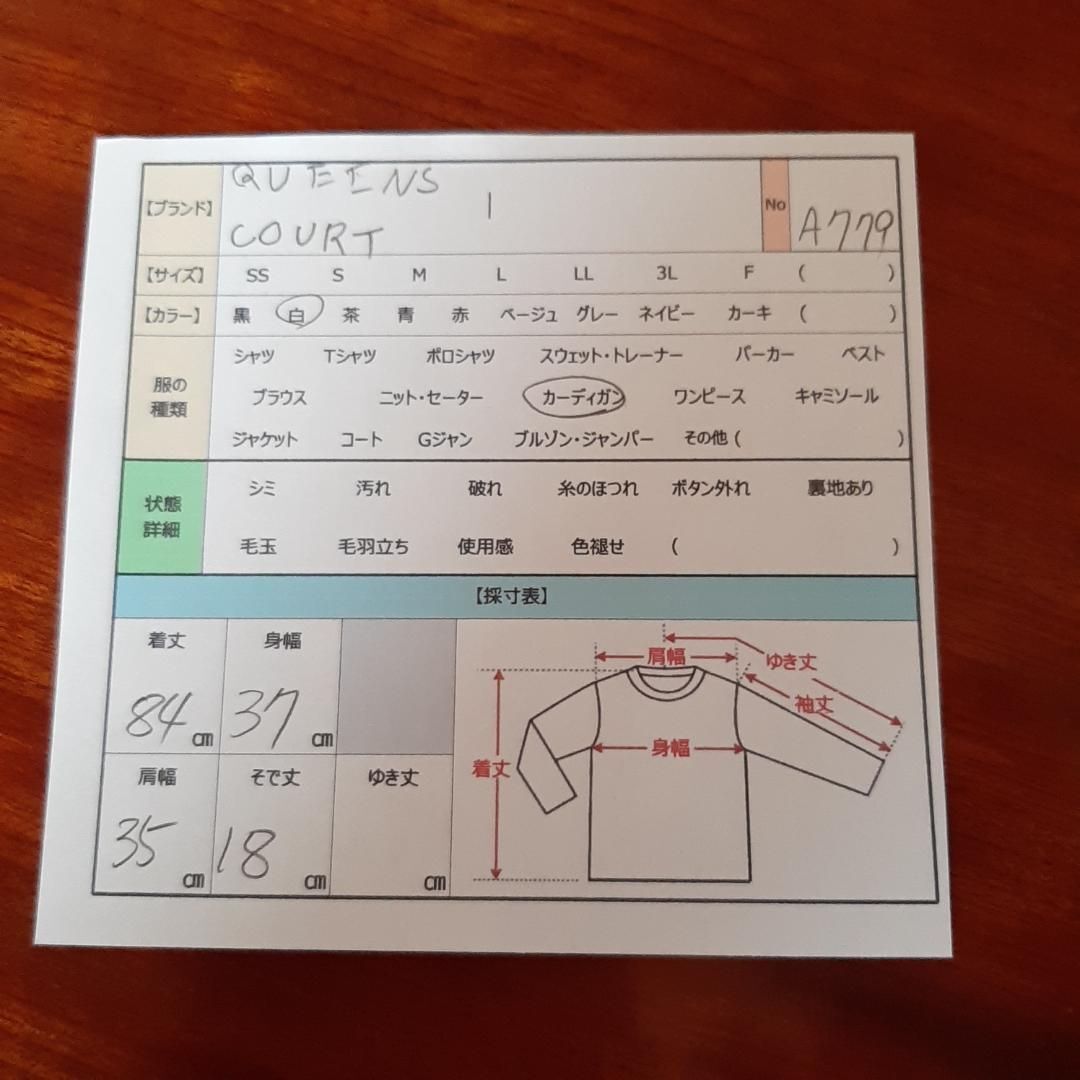 【ブランド】 QUEENS COURT 1 No A779
【サイズ】 SS S M L LL 3L F ( )
【カラー】 黒 白 茶 青 赤 ベージュ グレー ネイビー カーキ ( )
服の種類
シャツ Tシャツ ポロシャツ スウェット・トレーナー パーカー ベスト
ブラウス ニット・セーター カーディガン ワンピース キャミソール
ジャケット コート Gジャン ブルゾン・ジャンパー その他 ( )
状態詳細
シミ 汚れ 破れ 糸のほつれ ボタン外れ 裏地あり
毛玉 毛羽立ち 使用感 色褪せ ( )
【採寸表】
着丈 身幅
84 cm 37 cm
肩幅 そで丈 ゆき丈
35 cm 18 cm cm
肩幅 ゆき丈
袖丈
身幅
着丈